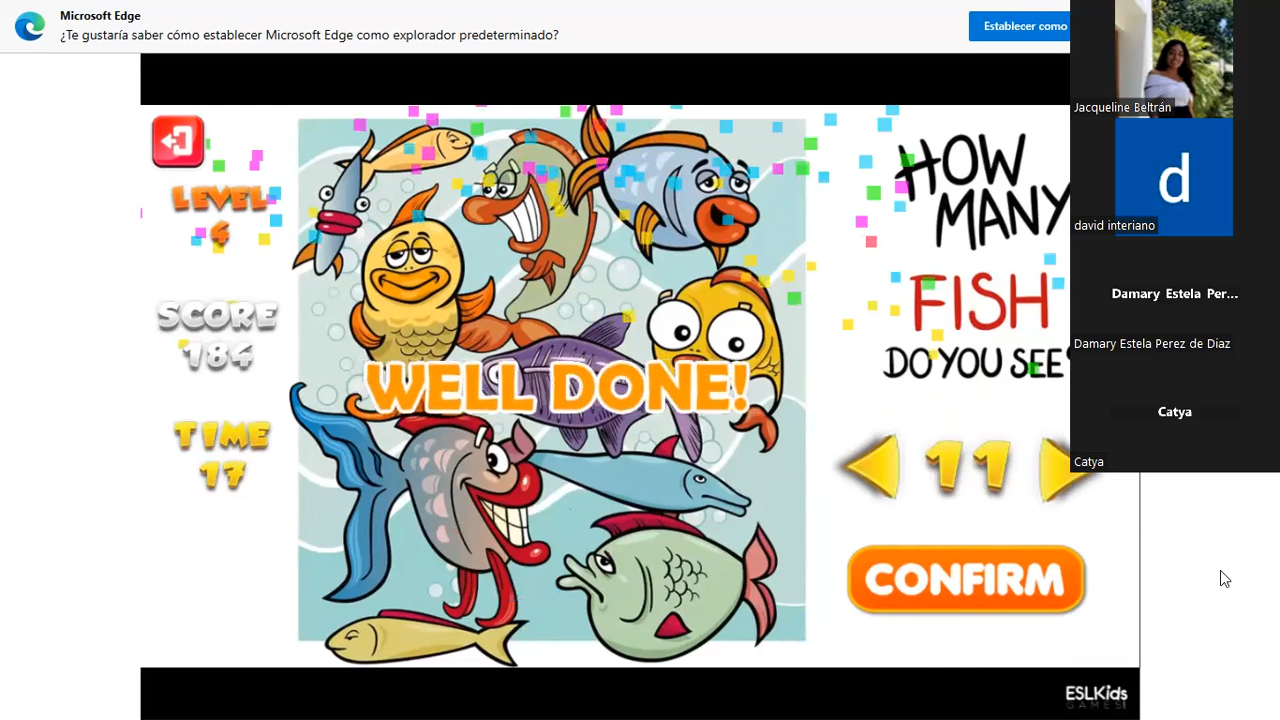 Microsoft Edge
¿Te gustaría saber cómo establecer Microsoft Edge como explorador predeterminado?
Establecer como
Jacqueline Beltrán
d
david interiano
Damary Estela Per...
Damary Estela Perez de Diaz
Catya
Catya
LEVEL
4
SCORE
184
TIME
17
WELL DONE!
HOW
MANY
FISH
DO YOU SEE?
11
CONFIRM
ESLKids
GAMES